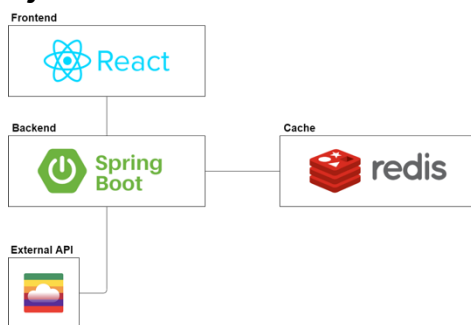 Frontend
React
Backend
Spring
Boot
Cache
redis
External API